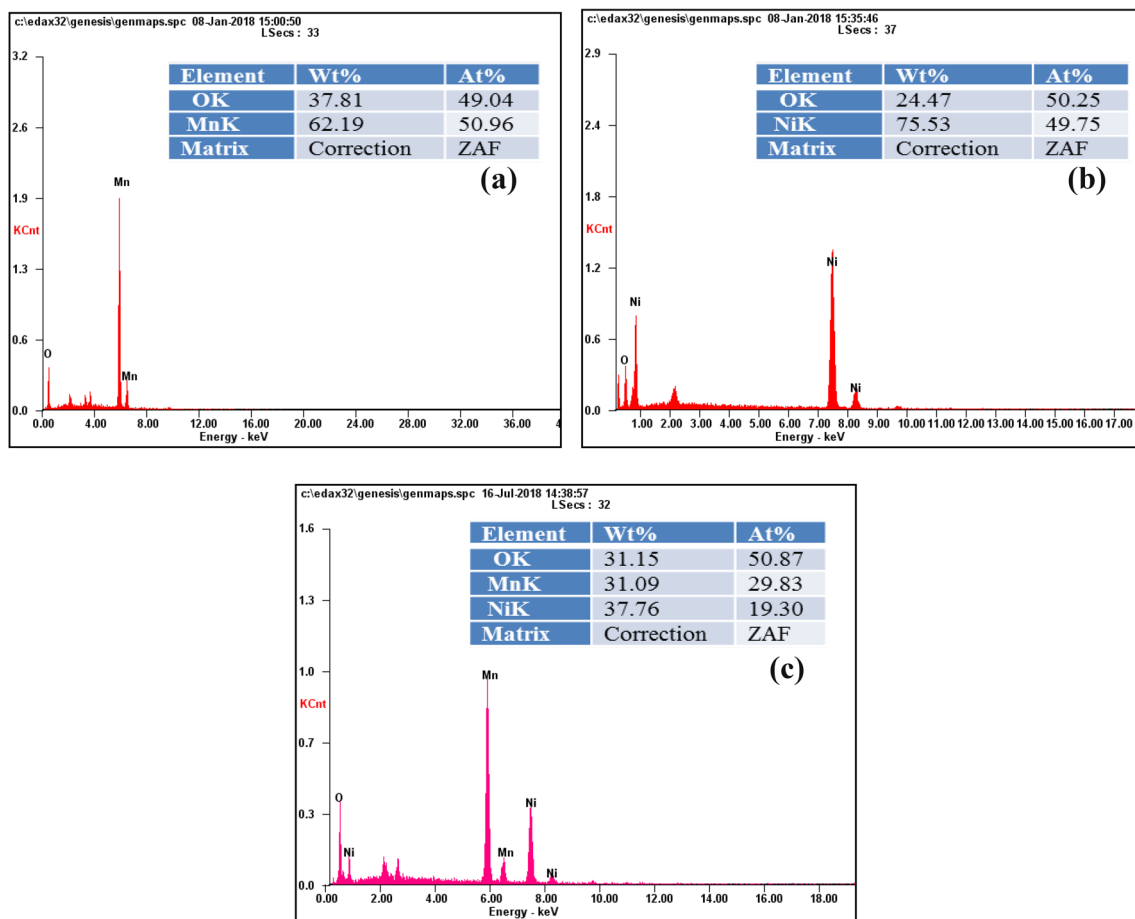 c:\edax32\genesis\genmaps.spc 08-Jan-2018 15:00:50
LSecs : 33
3.2
2.6
1.9
KCnt
1.3
0.6
0.0
Element Wt% At%
OK 37.81 49.04
MnK 62.19 50.96
Matrix Correction ZAF
(a)
Mn
O
Mn
0.00 4.00 8.00 12.00 16.00 20.00 24.00 28.00 32.00 36.00
Energy - keV
c:\edax32\genesis\genmaps.spc 08-Jan-2018 15:35:46
LSecs : 37
2.9
2.4
1.8
KCnt
1.2
0.6
0.0
Element Wt% At%
OK 24.47 50.25
NiK 75.53 49.75
Matrix Correction ZAF
(b)
Ni
Ni
O
Ni
1.00 2.00 3.00 4.00 5.00 6.00 7.00 8.00 9.00 10.00 11.00 12.00 13.00 14.00 15.00 16.00 17.00
Energy - keV
c:\edax32\genesis\genmaps.spc 16-Jul-2018 14:38:57
LSecs : 32
1.6
1.3
1.0
KCnt
0.7
0.3
0.0
Element Wt% At%
OK 31.15 50.87
MnK 31.09 29.83
NiK 37.76 19.30
Matrix Correction ZAF
(c)
Mn
O
Ni
Ni
Mn
Ni
0.00 2.00 4.00 6.00 8.00 10.00 12.00 14.00 16.00 18.00
Energy - keV